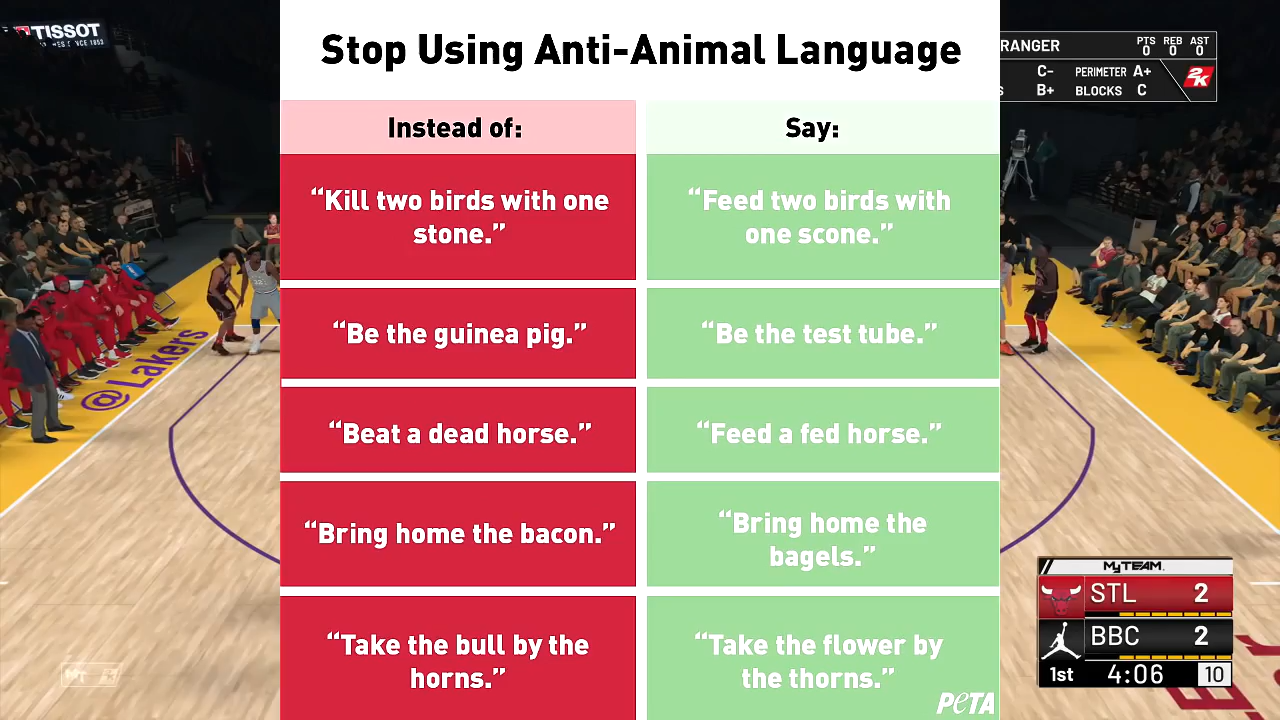 TISSOT
Stop Using Anti-Animal Language
RANGER
PTS REB AST
0 0 0
C- PERIMETER A+
S B+ BLOCKS C
2K
Instead of:
Say:
“Kill two birds with one
stone.”
“Feed two birds with
one scone.”
“Be the guinea pig.”
“Be the test tube.”
“Beat a dead horse.”
“Feed a fed horse.”
“Bring home the bacon.”
“Bring home the
bagels.”
“Take the bull by the
horns.”
“Take the flower by
the thorns.”
PETA
@ Lakers
MyTEAM
STL 2
BBC 2
1st 4:06 10